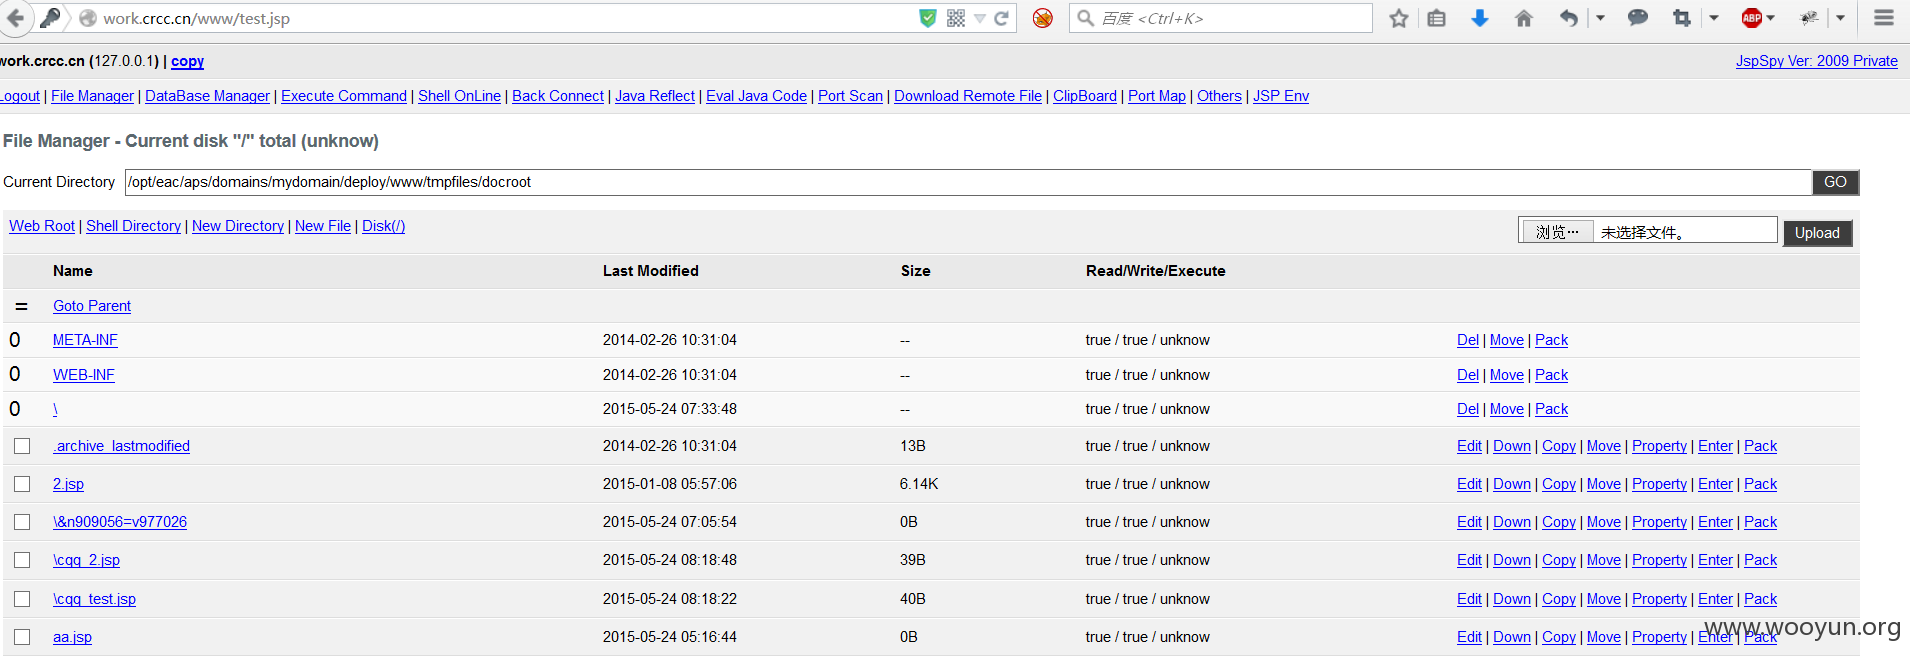 work.crcc.cn/www/test.jsp
百度 <Ctrl+K>
ABP
work.crcc.cn (127.0.0.1) | copy
JspSpy Ver: 2009 Private
Logout | File Manager | DataBase Manager | Execute Command | Shell OnLine | Back Connect | Java Reflect | Eval Java Code | Port Scan | Download Remote File | ClipBoard | Port Map | Others | JSP Env
File Manager - Current disk "/" total (unknow)
Current Directory /opt/eac/aps/domains/mydomain/deploy/www/tmpfiles/docroot GO
Web Root | Shell Directory | New Directory | New File | Disk(/)
浏览… 未选择文件。 Upload
Name Last Modified Size Read/Write/Execute
= Goto Parent
0 META-INF 2014-02-26 10:31:04 -- true / true / unknow Del | Move | Pack
0 WEB-INF 2014-02-26 10:31:04 -- true / true / unknow Del | Move | Pack
0 \ 2015-05-24 07:33:48 -- true / true / unknow Del | Move | Pack
.archive_lastmodified 2014-02-26 10:31:04 13B true / true / unknow Edit | Down | Copy | Move | Property | Enter | Pack
2.jsp 2015-01-08 05:57:06 6.14K true / true / unknow Edit | Down | Copy | Move | Property | Enter | Pack
\&n909056=v977026 2015-05-24 07:05:54 0B true / true / unknow Edit | Down | Copy | Move | Property | Enter | Pack
\cqq_2.jsp 2015-05-24 08:18:48 39B true / true / unknow Edit | Down | Copy | Move | Property | Enter | Pack
\cqq_test.jsp 2015-05-24 08:18:22 40B true / true / unknow Edit | Down | Copy | Move | Property | Enter | Pack
aa.jsp 2015-05-24 05:16:44 0B true / true / unknow Edit | Down | Copy | Move | Property | Enter | Pack
www.wooyun.org